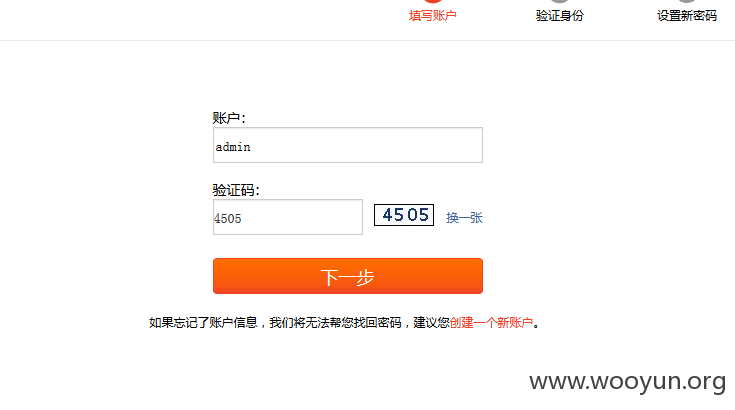 填写账户 验证身份 设置新密码
账户：
admin
验证码：
4505 4505 换一张
下一步
如果忘记了账户信息，我们将无法帮您找回密码，建议您创建一个新账户。
www.wooyun.org